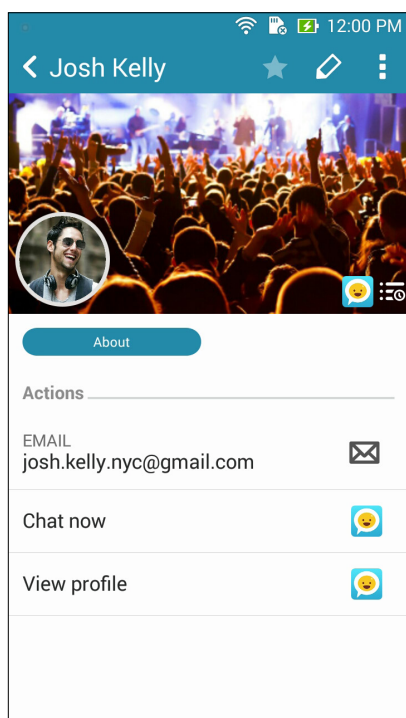 12:00 PM
Josh Kelly
About
Actions
EMAIL
josh.kelly.nyc@gmail.com
Chat now
View profile